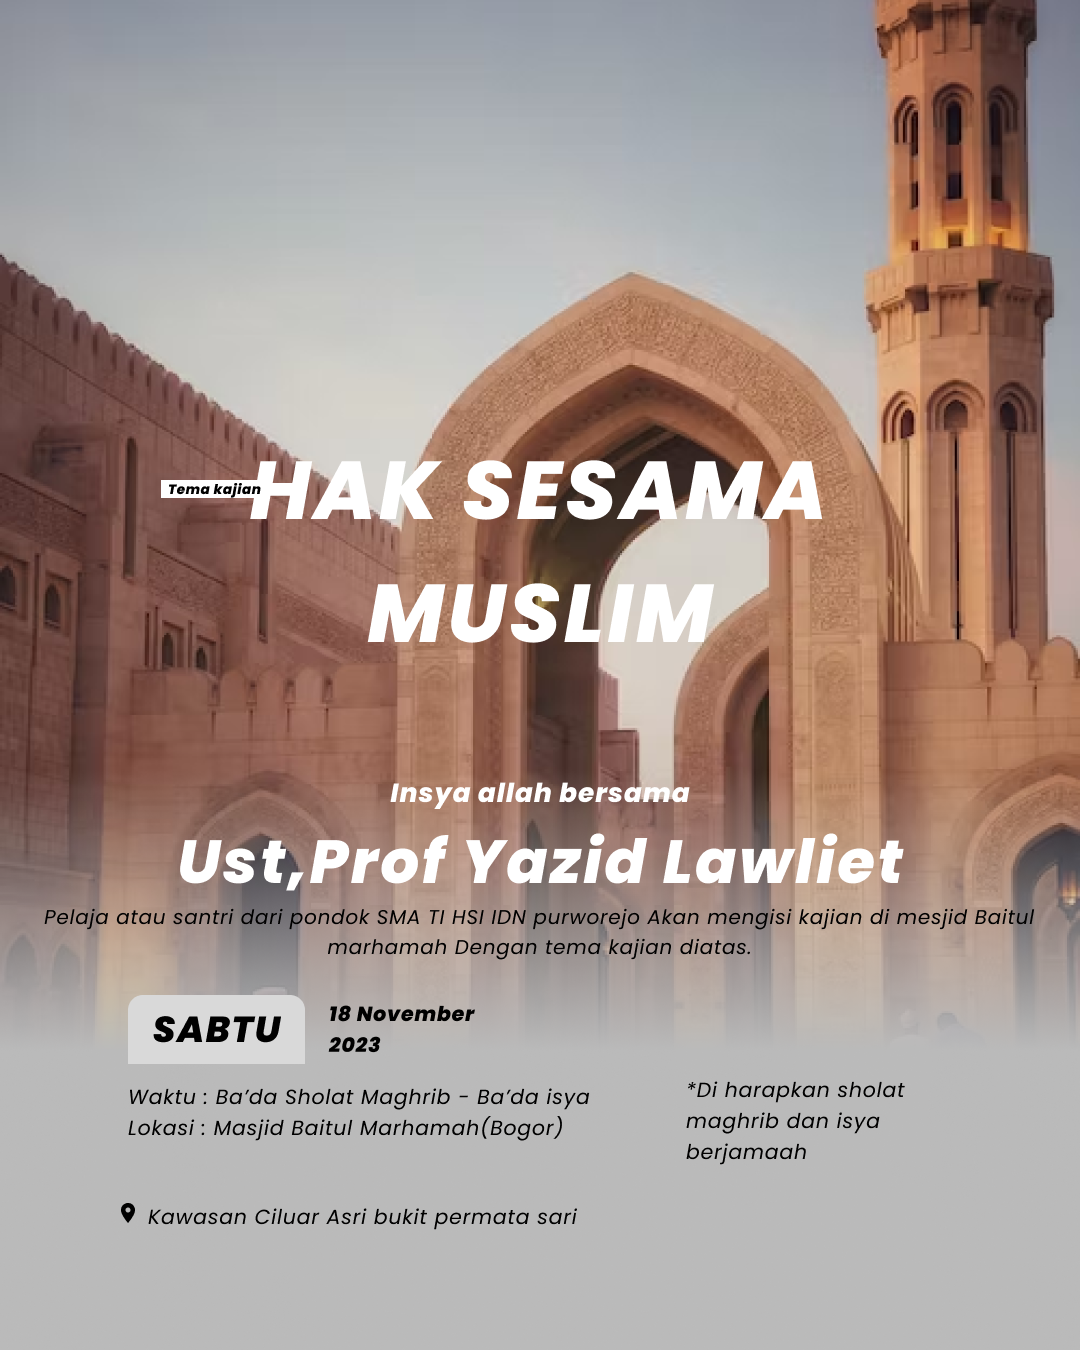 Tema kajian
HAK SESAMA
MUSLIM
Insya allah bersama
Ust,Prof Yazid Lawliet
Pelaja atau santri dari pondok SMA TI HSI IDN purworejo Akan mengisi kajian di mesjid Baitul
marhamah Dengan tema kajian diatas.
SABTU
18 November
2023
Waktu : Ba’da Sholat Maghrib - Ba’da isya
Lokasi : Masjid Baitul Marhamah(Bogor)
*Di harapkan sholat
maghrib dan isya
berjamaah
Kawasan Ciluar Asri bukit permata sari